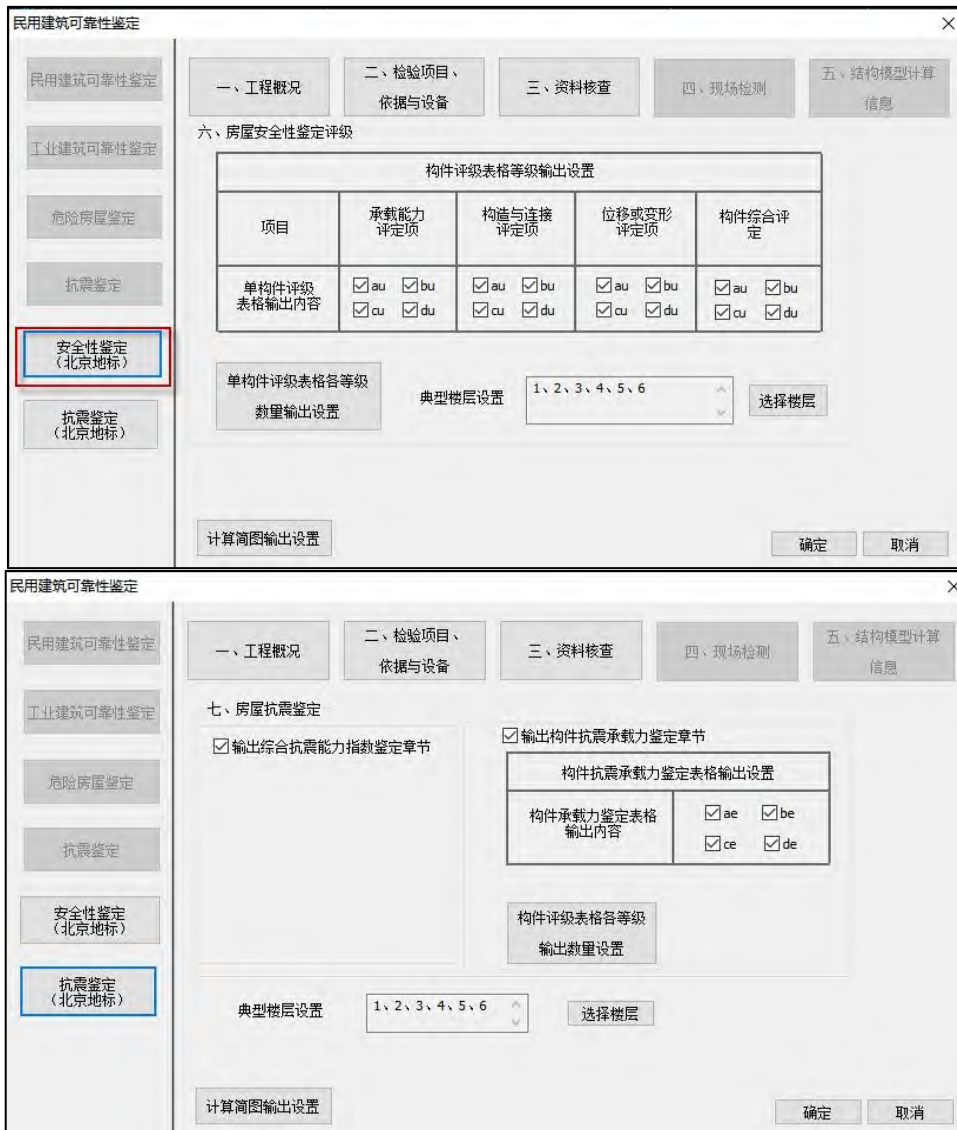 民用建筑可靠性鉴定
民用建筑可靠性鉴定
工业建筑可靠性鉴定
危险房屋鉴定
抗震鉴定
安全性鉴定
(北京地标)
抗震鉴定
(北京地标)
一、工程概况
二、检验项目、
依据与设备
三、资料核查
四、现场检测
五、结构模型计算
信息
六、房屋安全性鉴定评级
构件评级表格等级输出设置
项目
承载能力
评定项
构造与连接
评定项
位移或变形
评定项
构件综合评
定
单构件评级
表格输出内容
au bu
cu du
au bu
cu du
au bu
cu du
au bu
cu du
单构件评级表格各等级
数量输出设置
典型楼层设置
1、2、3、4、5、6
选择楼层
计算简图输出设置
确定
取消
民用建筑可靠性鉴定
民用建筑可靠性鉴定
工业建筑可靠性鉴定
危险房屋鉴定
抗震鉴定
安全性鉴定
(北京地标)
抗震鉴定
(北京地标)
一、工程概况
二、检验项目、
依据与设备
三、资料核查
四、现场检测
五、结构模型计算
信息
七、房屋抗震鉴定
输出综合抗震能力指数鉴定章节
输出构件抗震承载力鉴定章节
构件抗震承载力鉴定表格输出设置
构件承载力鉴定表格
输出内容
ae be
ce de
构件评级表格各等级
输出数量设置
典型楼层设置
1、2、3、4、5、6
选择楼层
计算简图输出设置
确定
取消